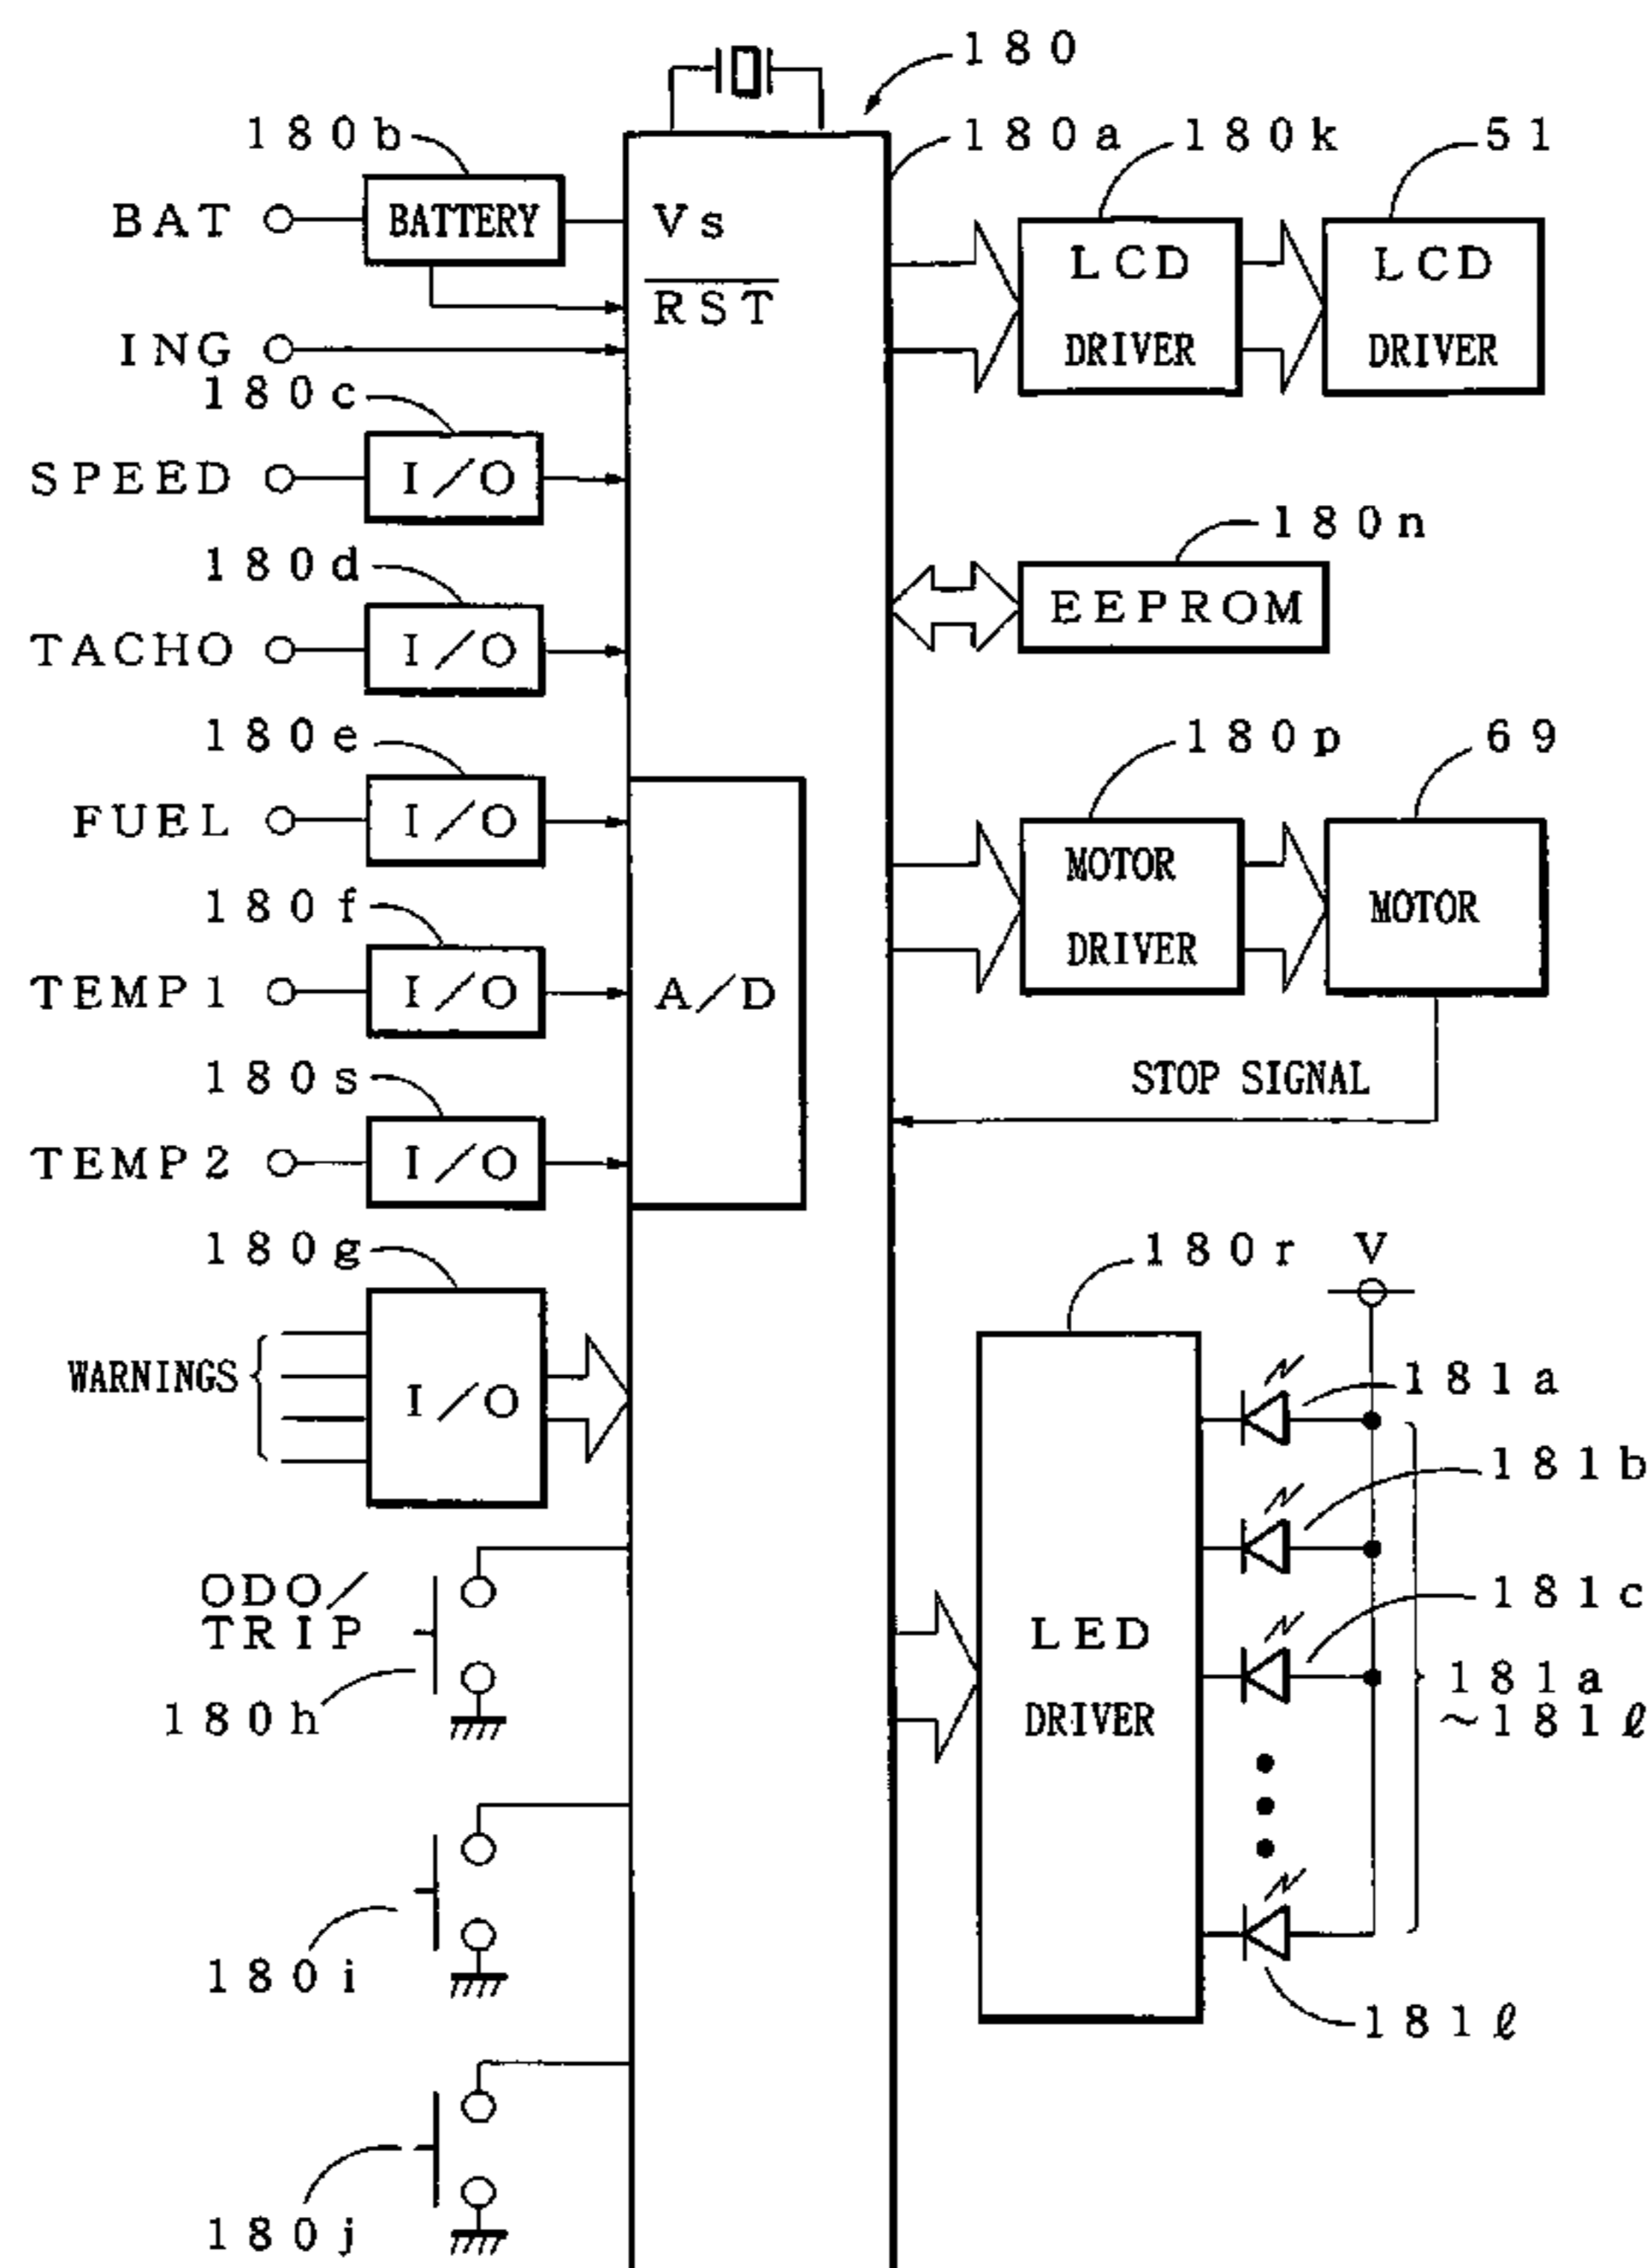 180
180b
180a
180k
51
BAT
BATTERY
Vs
LCD
DRIVER
LCD
DRIVER
RST
ING
180c
SPEED
I/O
180n
EEPROM
180d
TACHO
I/O
180e
180p
69
FUEL
I/O
MOTOR
DRIVER
MOTOR
180f
TEMP1
I/O
A/D
STOP SIGNAL
180s
TEMP2
I/O
180g
180r
V
WARNINGS
I/O
181a
181b
181c
ODO/
TRIP
LED
DRIVER
181a
~181ℓ
180h
180i
181ℓ
180j